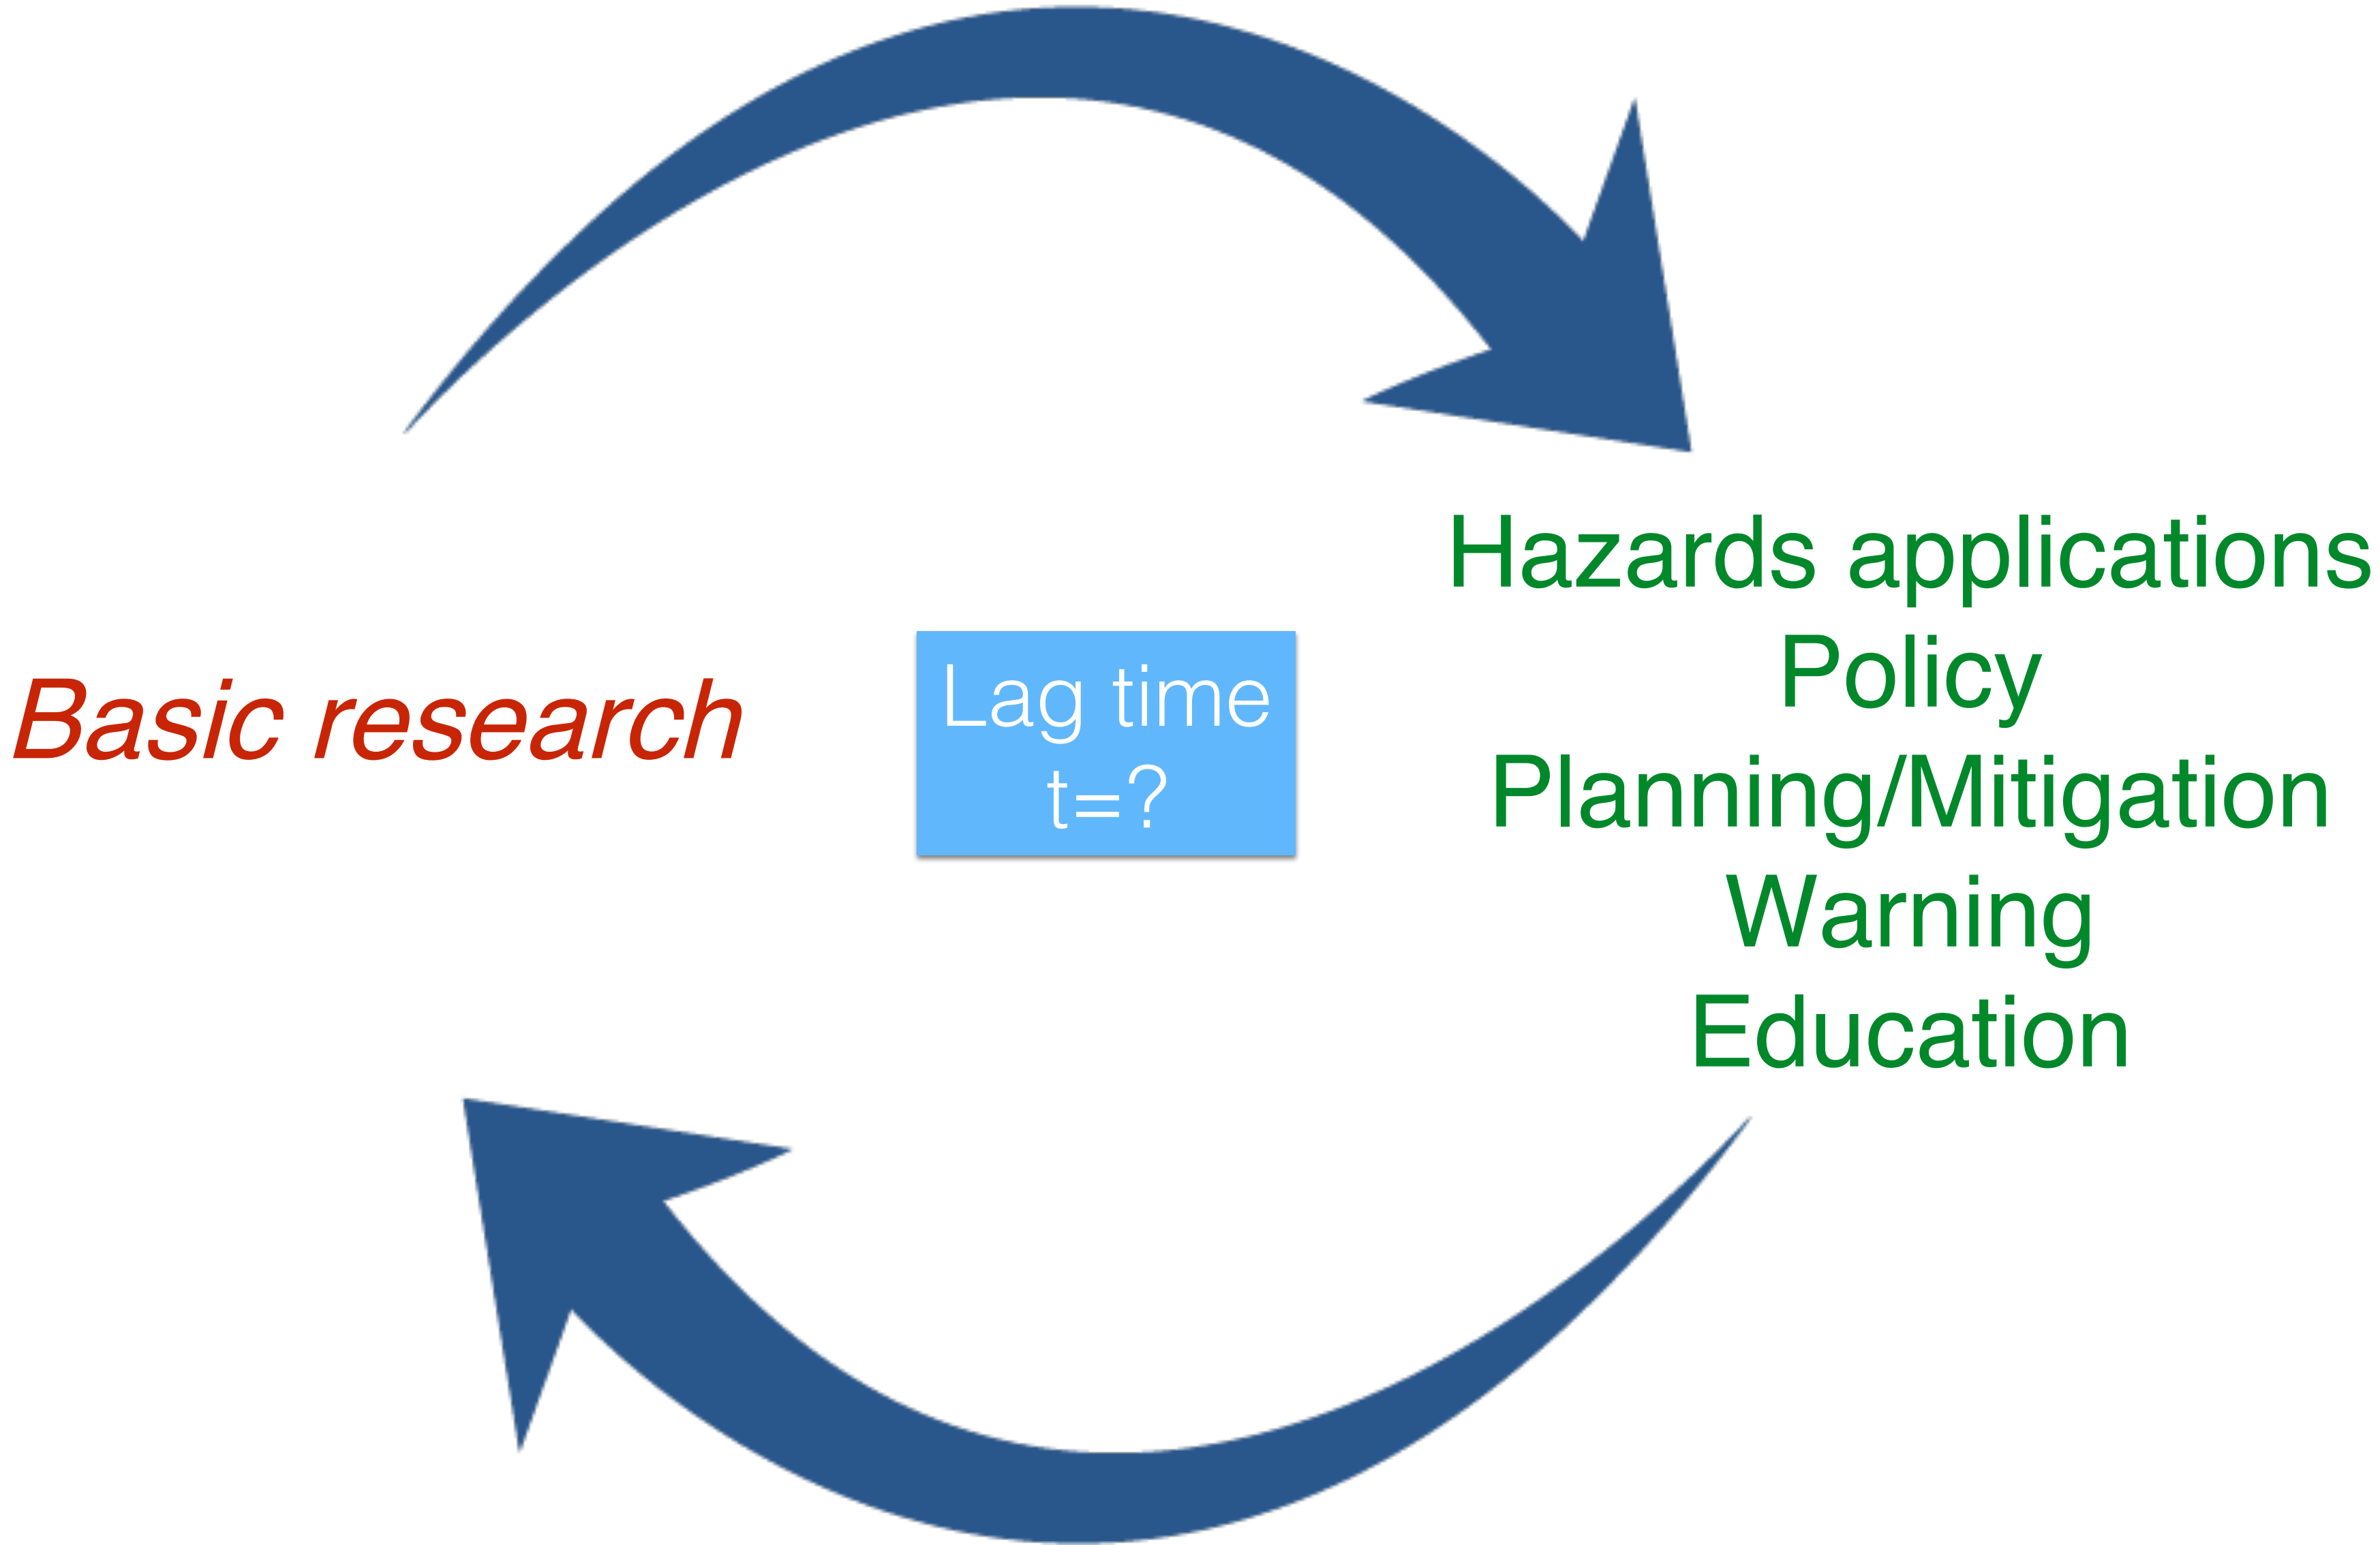 Basic research
Lag time
t=?
Hazards applications
Policy
Planning/Mitigation
Warning
Education